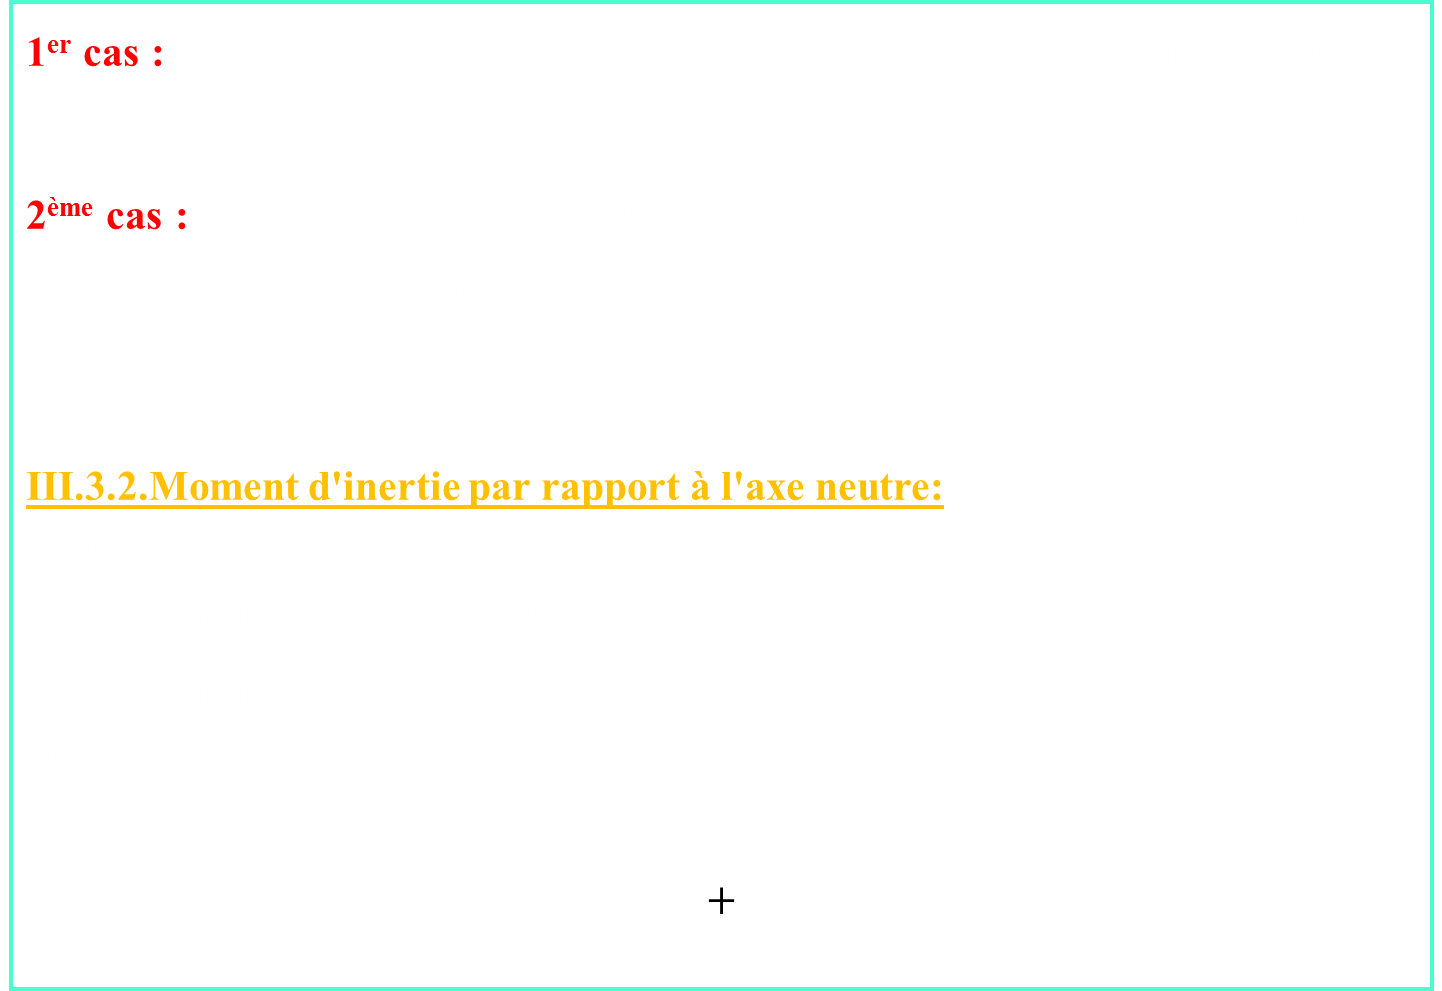 1er cas :
2ème cas :
III.3.2.Moment d'inertie par rapport à l'axe neutre:
+